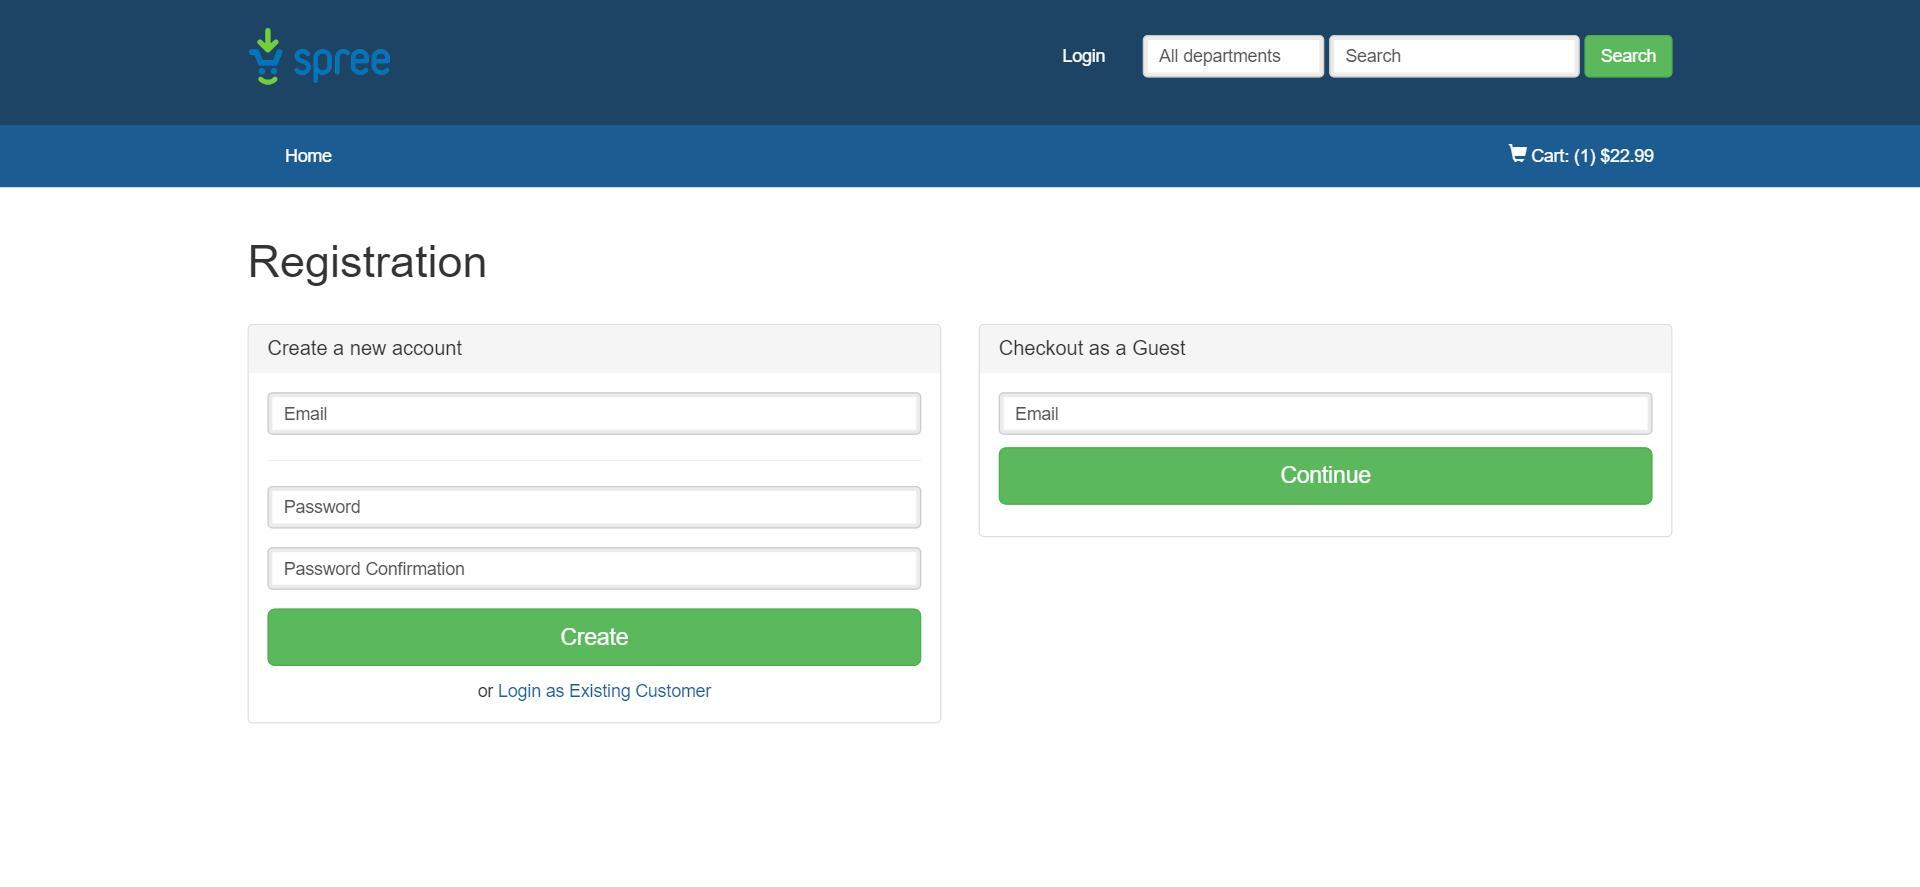 spree
Login
All departments
Search
Search
Home
Cart: (1) $22.99
Registration
Create a new account
Email
Password
Password Confirmation
Create
or Login as Existing Customer
Checkout as a Guest
Email
Continue